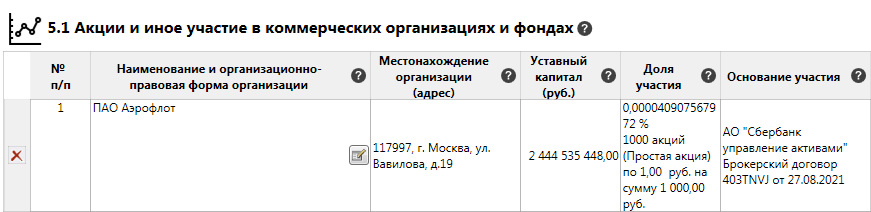 5.1 Акции и иное участие в коммерческих организациях и фондах
№
п/п
Наименование и организационно-
правовая форма организации
Местонахождение
организации
(адрес)
Уставный
капитал
(руб.)
Доля
участия
Основание участия
1
ПАО Аэрофлот
117997, г. Москва, ул.
Вавилова, д.19
2 444 535 448,00
0,0000409075679
72 %
1000 акций
(Простая акция)
по 1,00 руб. на
сумму 1 000,00
руб.
АО "Сбербанк
управление активами"
Брокерский договор
403TNVJ от 27.08.2021